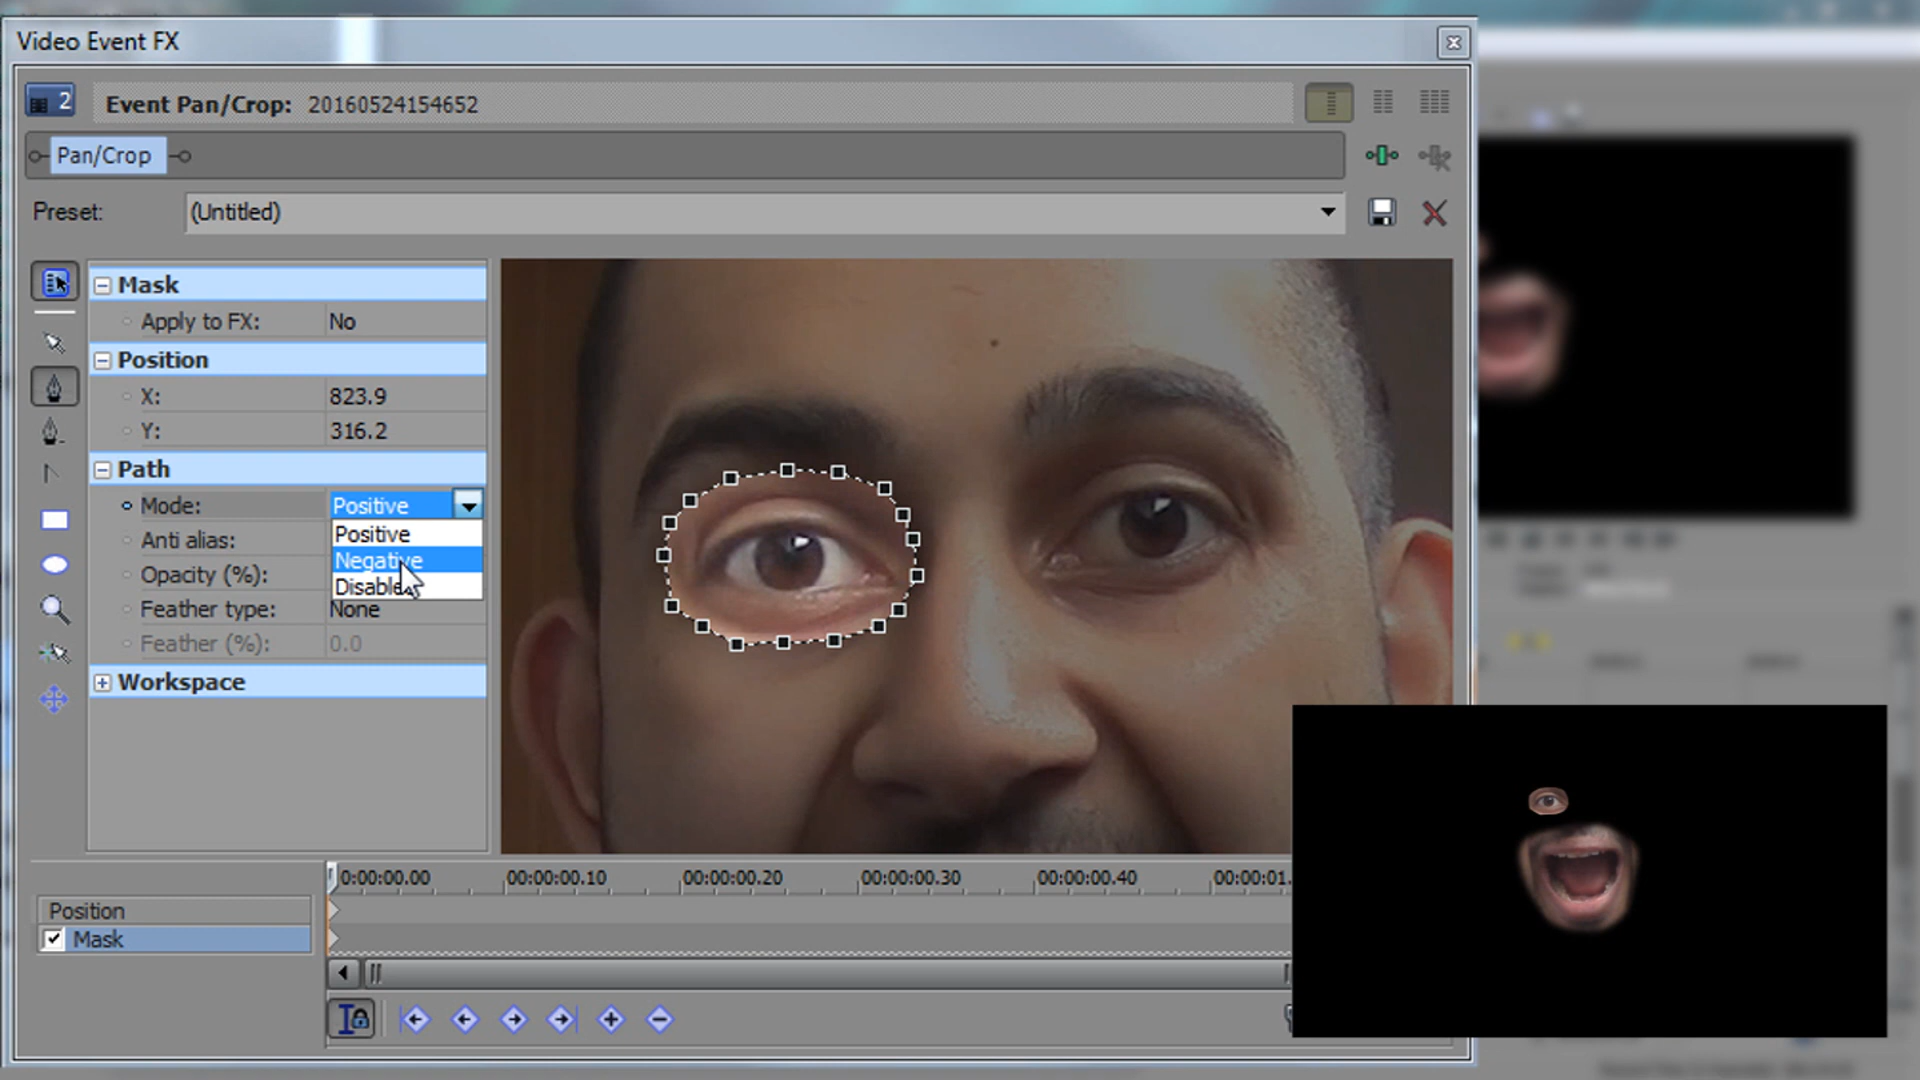 Video Event FX
2
Event Pan/Crop: 20160524154652
Pan/Crop
Preset: (Untitled)
Mask
Apply to FX: No
Position
X: 823.9
Y: 316.2
Path
Mode: Positive
Positive
Anti alias:
Negative
Opacity (%):
Disable
Feather type: None
Feather (%): 0.0
Workspace
0:00:00.00 00:00:00.10 00:00:00.20 00:00:00.30 00:00:00.40 00:00:01.
Position
Mask